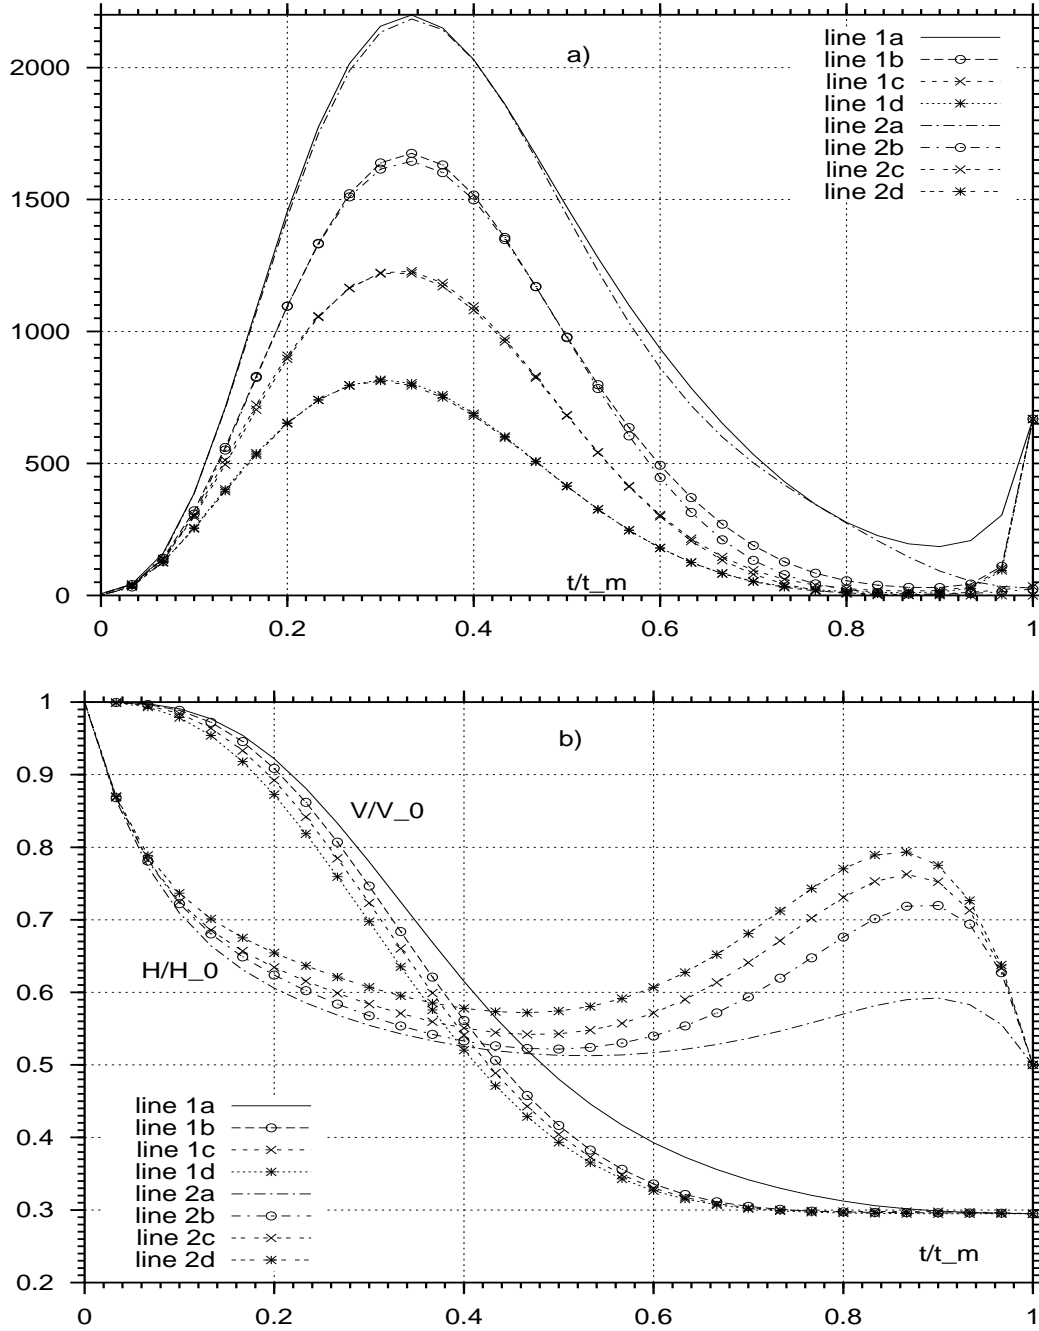 a)
line 1a
line 1b
line 1c
line 1d
line 2a
line 2b
line 2c
line 2d
2000
1500
1000
500
0
t/t_m
0 0.2 0.4 0.6 0.8 1
b)
V/V_0
H/H_0
1
0.9
0.8
0.7
0.6
0.5
0.4
0.3
0.2
line 1a
line 1b
line 1c
line 1d
line 2a
line 2b
line 2c
line 2d
t/t_m
0 0.2 0.4 0.6 0.8 1